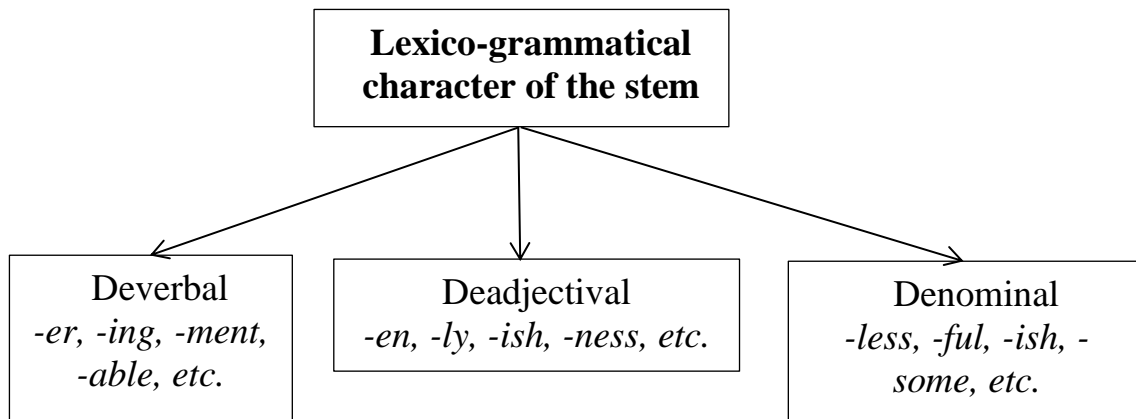 Lexico-grammatical
character of the stem
Deverbal
-er, -ing, -ment,
-able, etc.
Deadjectival
-en, -ly, -ish, -ness, etc.
Denominal
-less, -ful, -ish, -
some, etc.